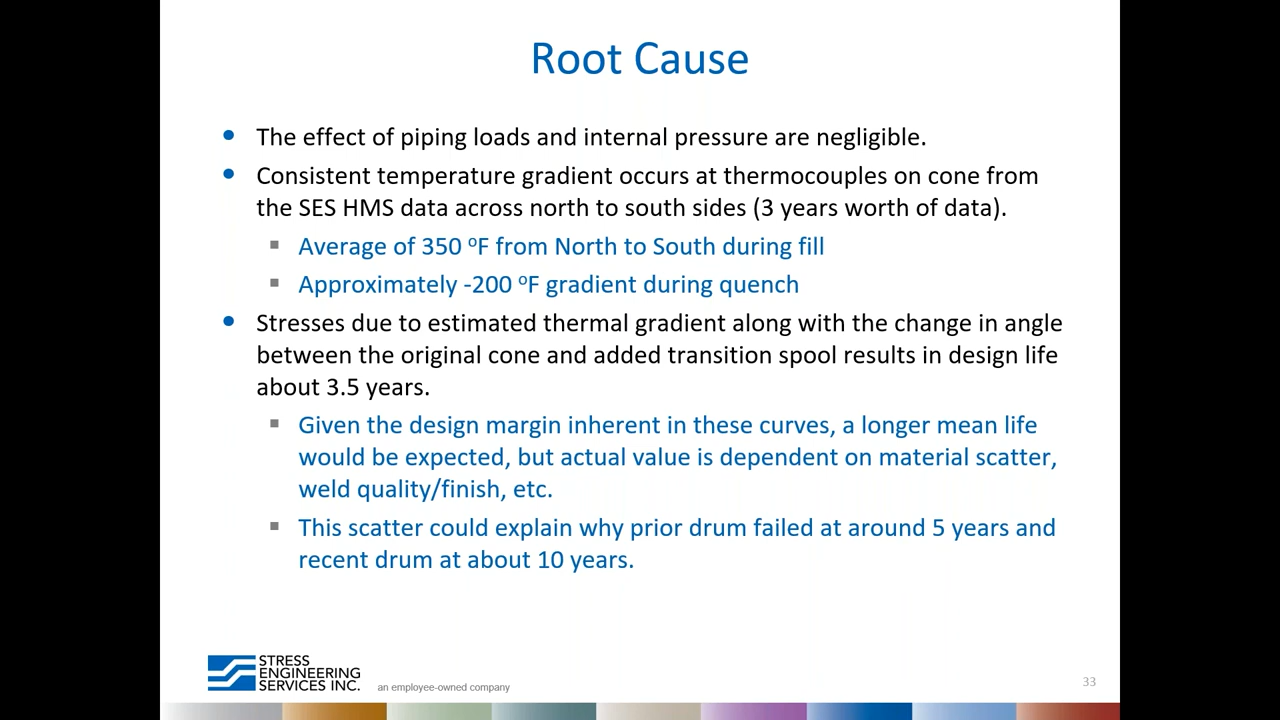 Root Cause
• The effect of piping loads and internal pressure are negligible.
• Consistent temperature gradient occurs at thermocouples on cone from
the SES HMS data across north to south sides (3 years worth of data).
▪ Average of 350 ºF from North to South during fill
▪ Approximately -200 ºF gradient during quench
• Stresses due to estimated thermal gradient along with the change in angle
between the original cone and added transition spool results in design life
about 3.5 years.
▪ Given the design margin inherent in these curves, a longer mean life
would be expected, but actual value is dependent on material scatter,
weld quality/finish, etc.
▪ This scatter could explain why prior drum failed at around 5 years and
recent drum at about 10 years.
STRESS
ENGINEERING
SERVICES INC.
an employee-owned company
33